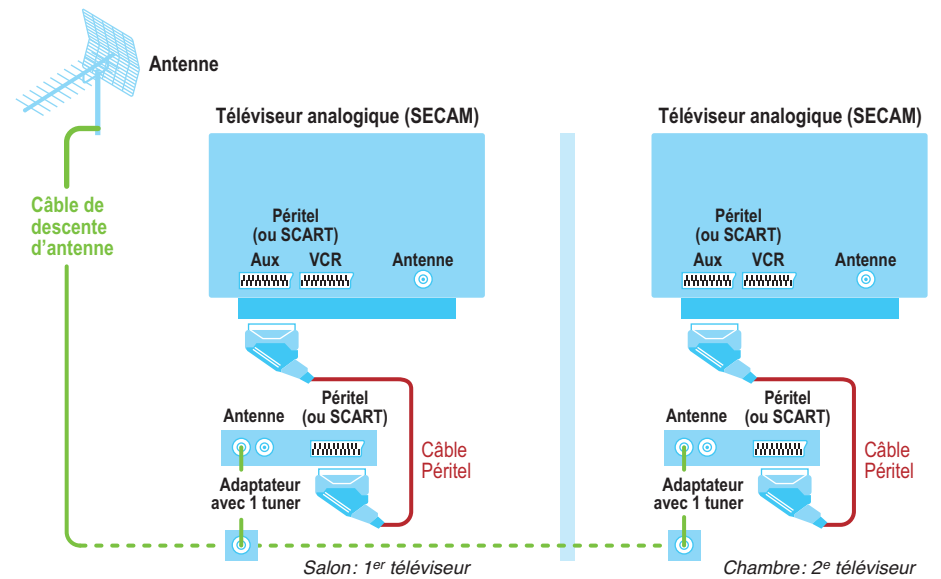 Antenne
Téléviseur analogique (SECAM)
Téléviseur analogique (SECAM)
Câble de
descente
d'antenne
Péritel
(ou SCART)
Aux VCR Antenne
Péritel
(ou SCART)
Aux VCR Antenne
Antenne
Péritel
(ou SCART)
Câble
Péritel
Adaptateur
avec 1 tuner
Antenne
Péritel
(ou SCART)
Câble
Péritel
Adaptateur
avec 1 tuner
Salon: 1er téléviseur
Chambre: 2e téléviseur